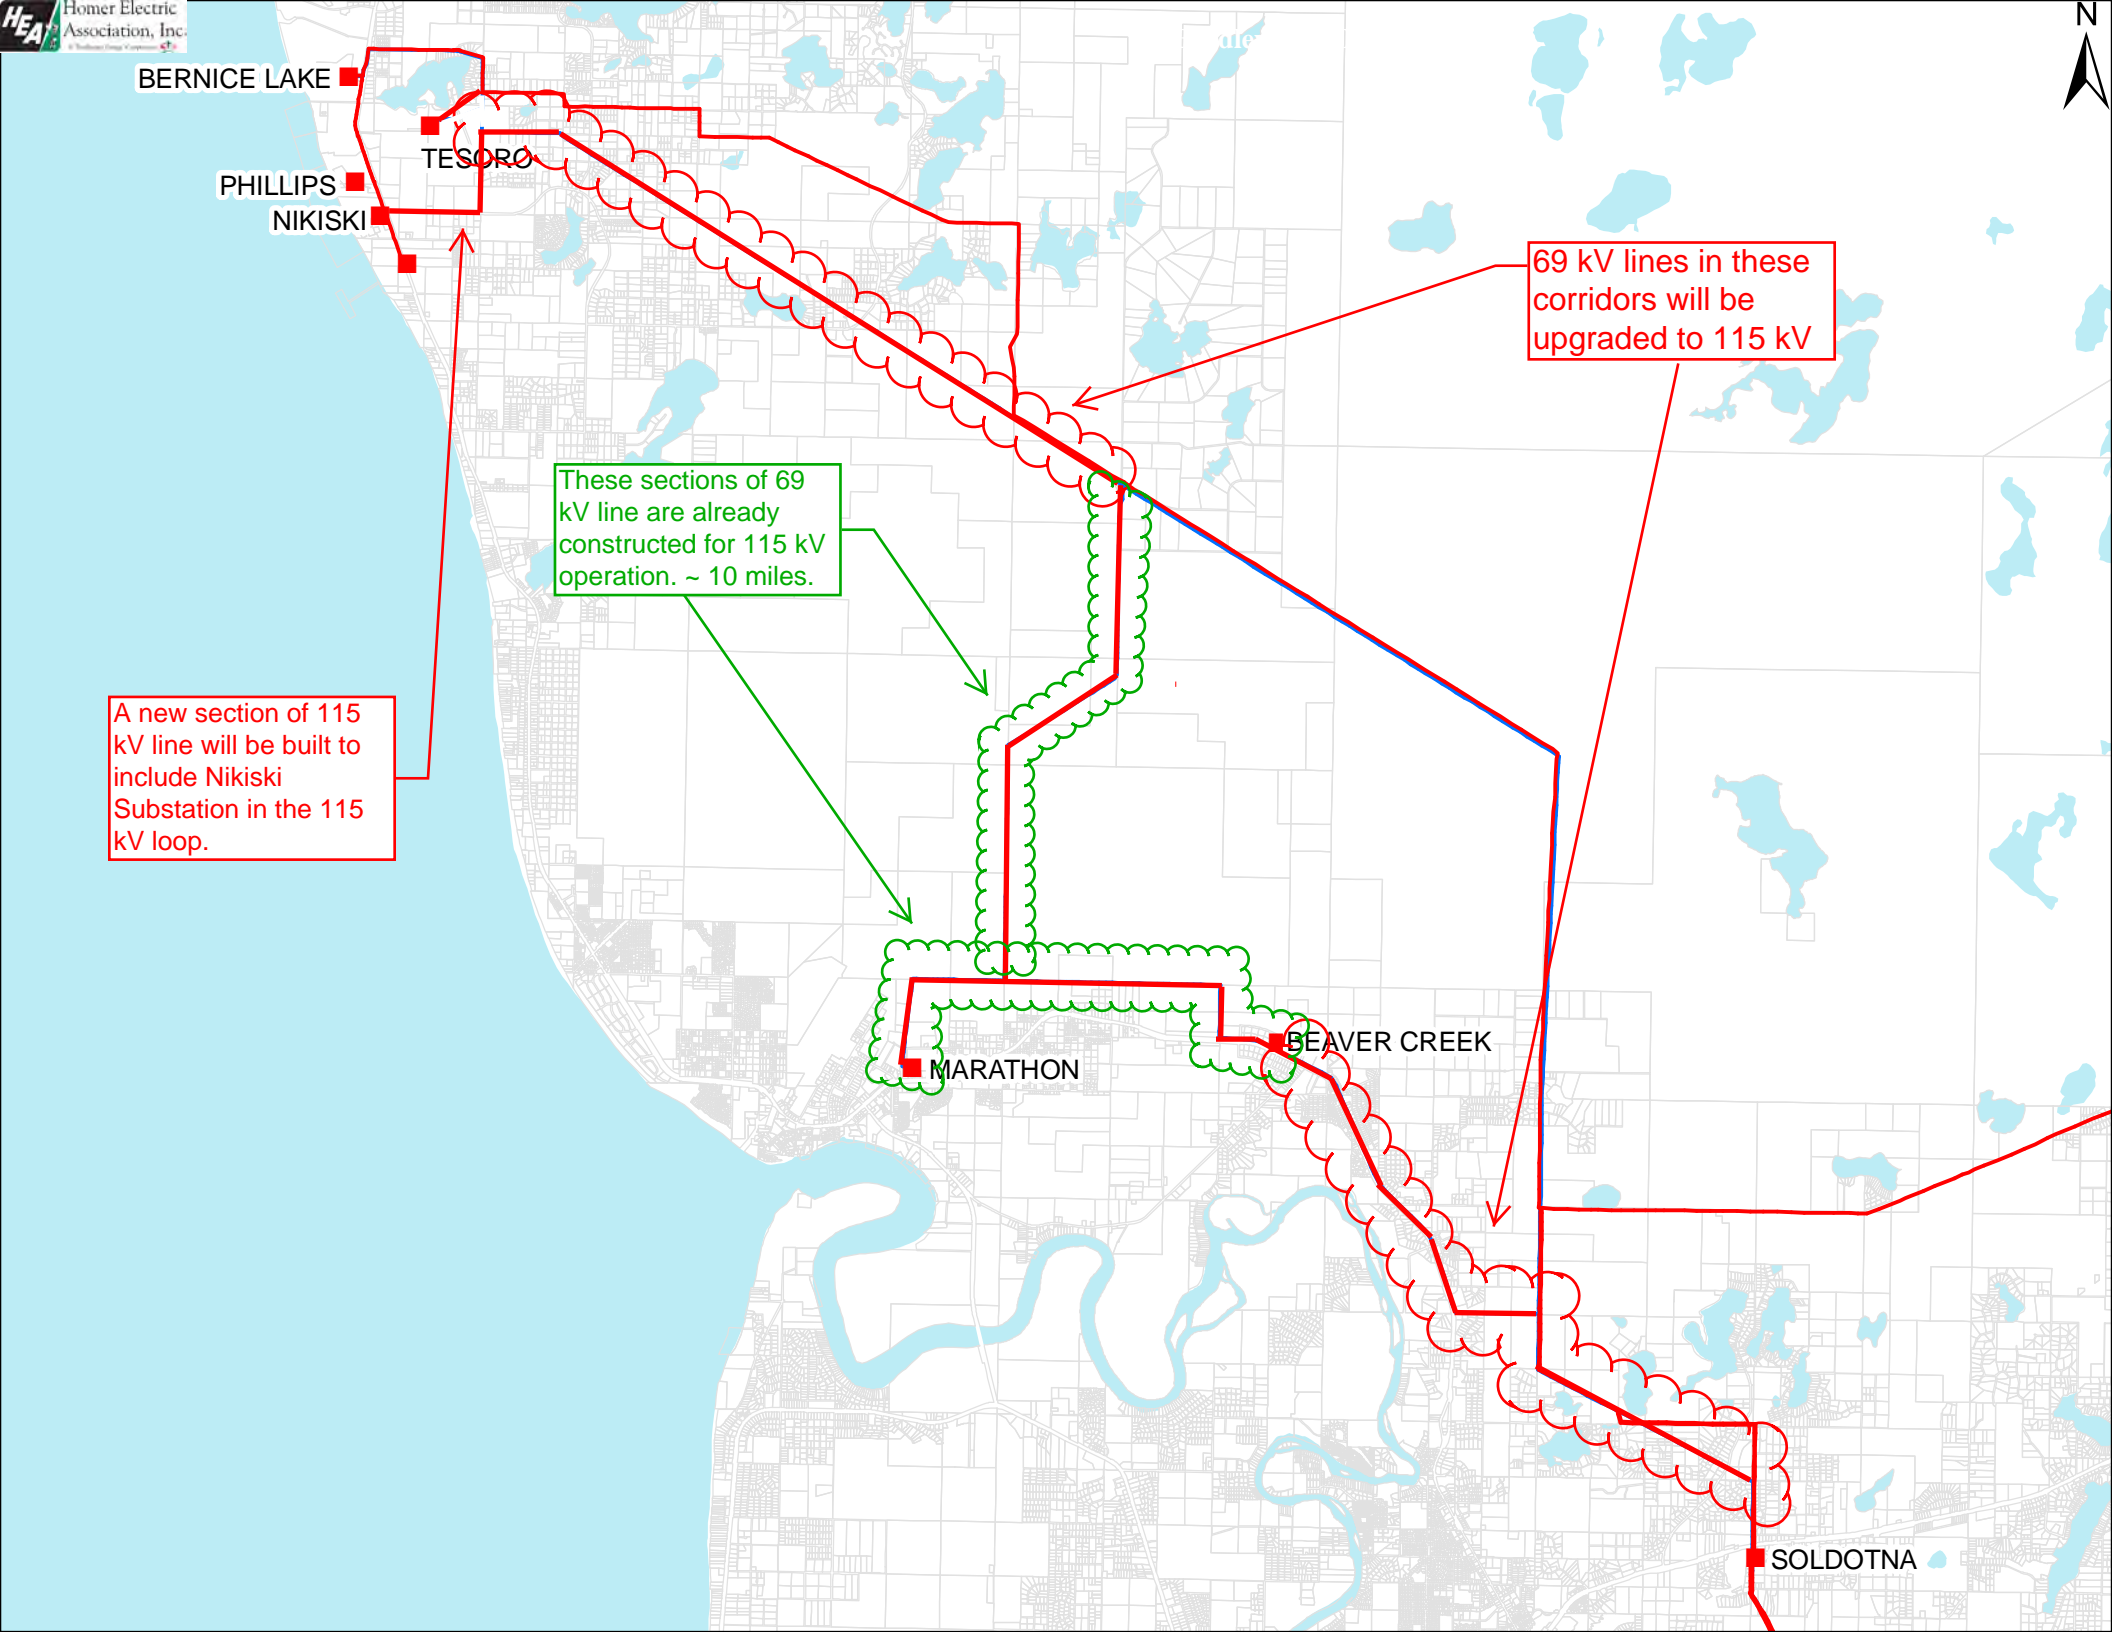 HEA
Homer Electric
Association, Inc.
N
BERNICE LAKE
TESORO
PHILLIPS
NIKISKI
69 kV lines in these
corridors will be
upgraded to 115 kV
These sections of 69
kV line are already
constructed for 115 kV
operation. ~ 10 miles.
A new section of 115
kV line will be built to
include Nikiski
Substation in the 115
kV loop.
BEAVER CREEK
MARATHON
SOLDOTNA